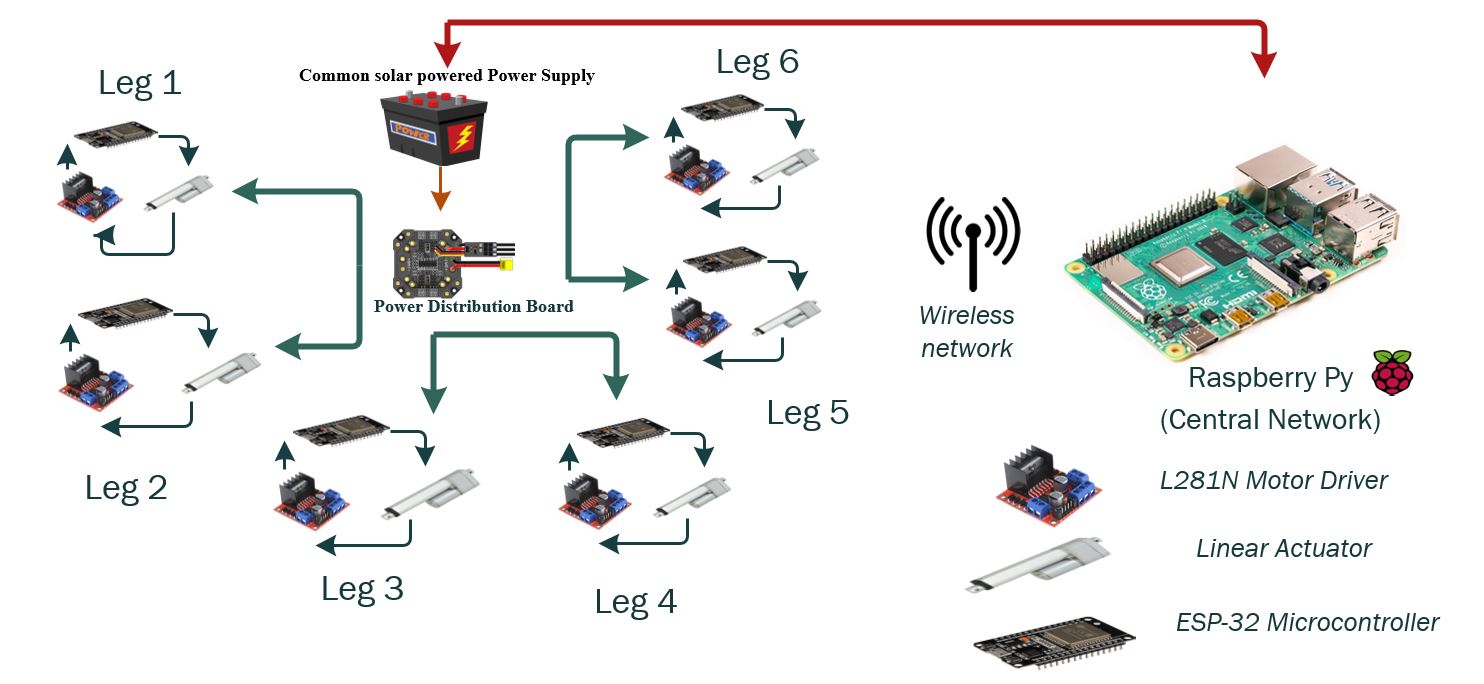 Common solar powered Power Supply
Leg 1
Leg 6
POWER
Power Distribution Board
Wireless
network
HDMI
Raspberry Py
(Central Network)
Leg 5
Leg 2
L281N Motor Driver
Linear Actuator
Leg 3
Leg 4
ESP-32 Microcontroller